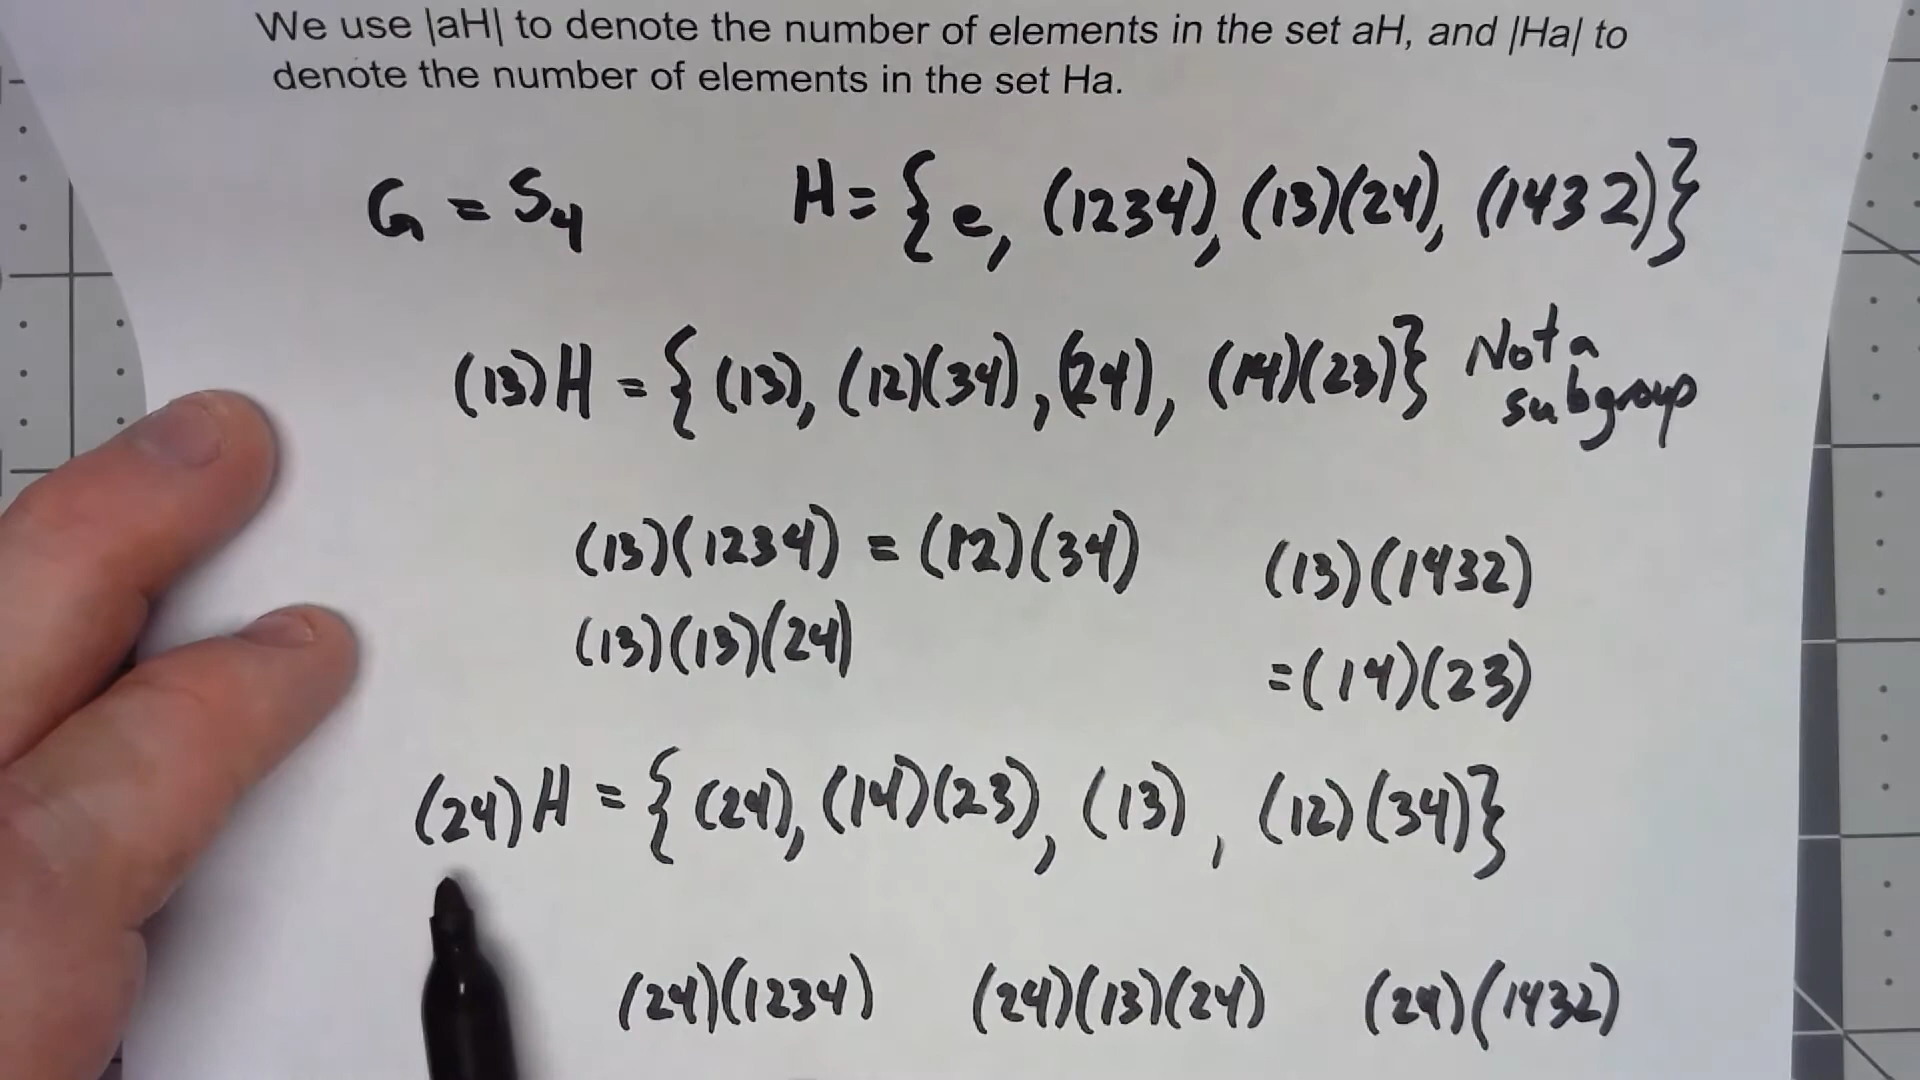 We use |aH| to denote the number of elements in the set aH, and |Ha| to
denote the number of elements in the set Ha.
G = S₄ H = {e, (1234), (13)(24), (1432)}
(13)H = {(13), (12)(34), (24), (14)(23)} Not a
subgroup
(13)(1234) = (12)(34) (13)(1432)
(13)(13)(24) =(14)(23)
(24)H = {(24), (14)(23), (13), (12)(34)}
(24)(1234) (24)(13)(24) (24)(1432)